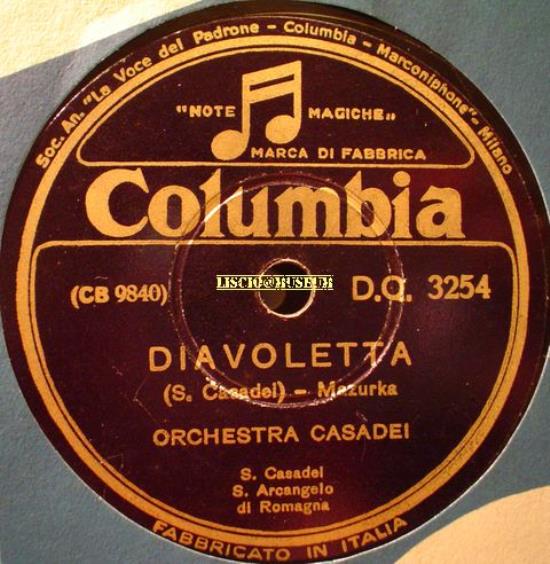 Soc. An. "La Voce del Padrone - Columbia - Marconiphone" - Milano
"NOTE MAGICHE"
MARCA DI FABBRICA
Columbia
LISCIO@MUSEUM
(CB 9840) D.Q. 3254
DIAVOLETTA
(S. Casadei) - Mazurka
ORCHESTRA CASADEI
S. Casadei
S. Arcangelo
di Romagna
FABBRICATO IN ITALIA